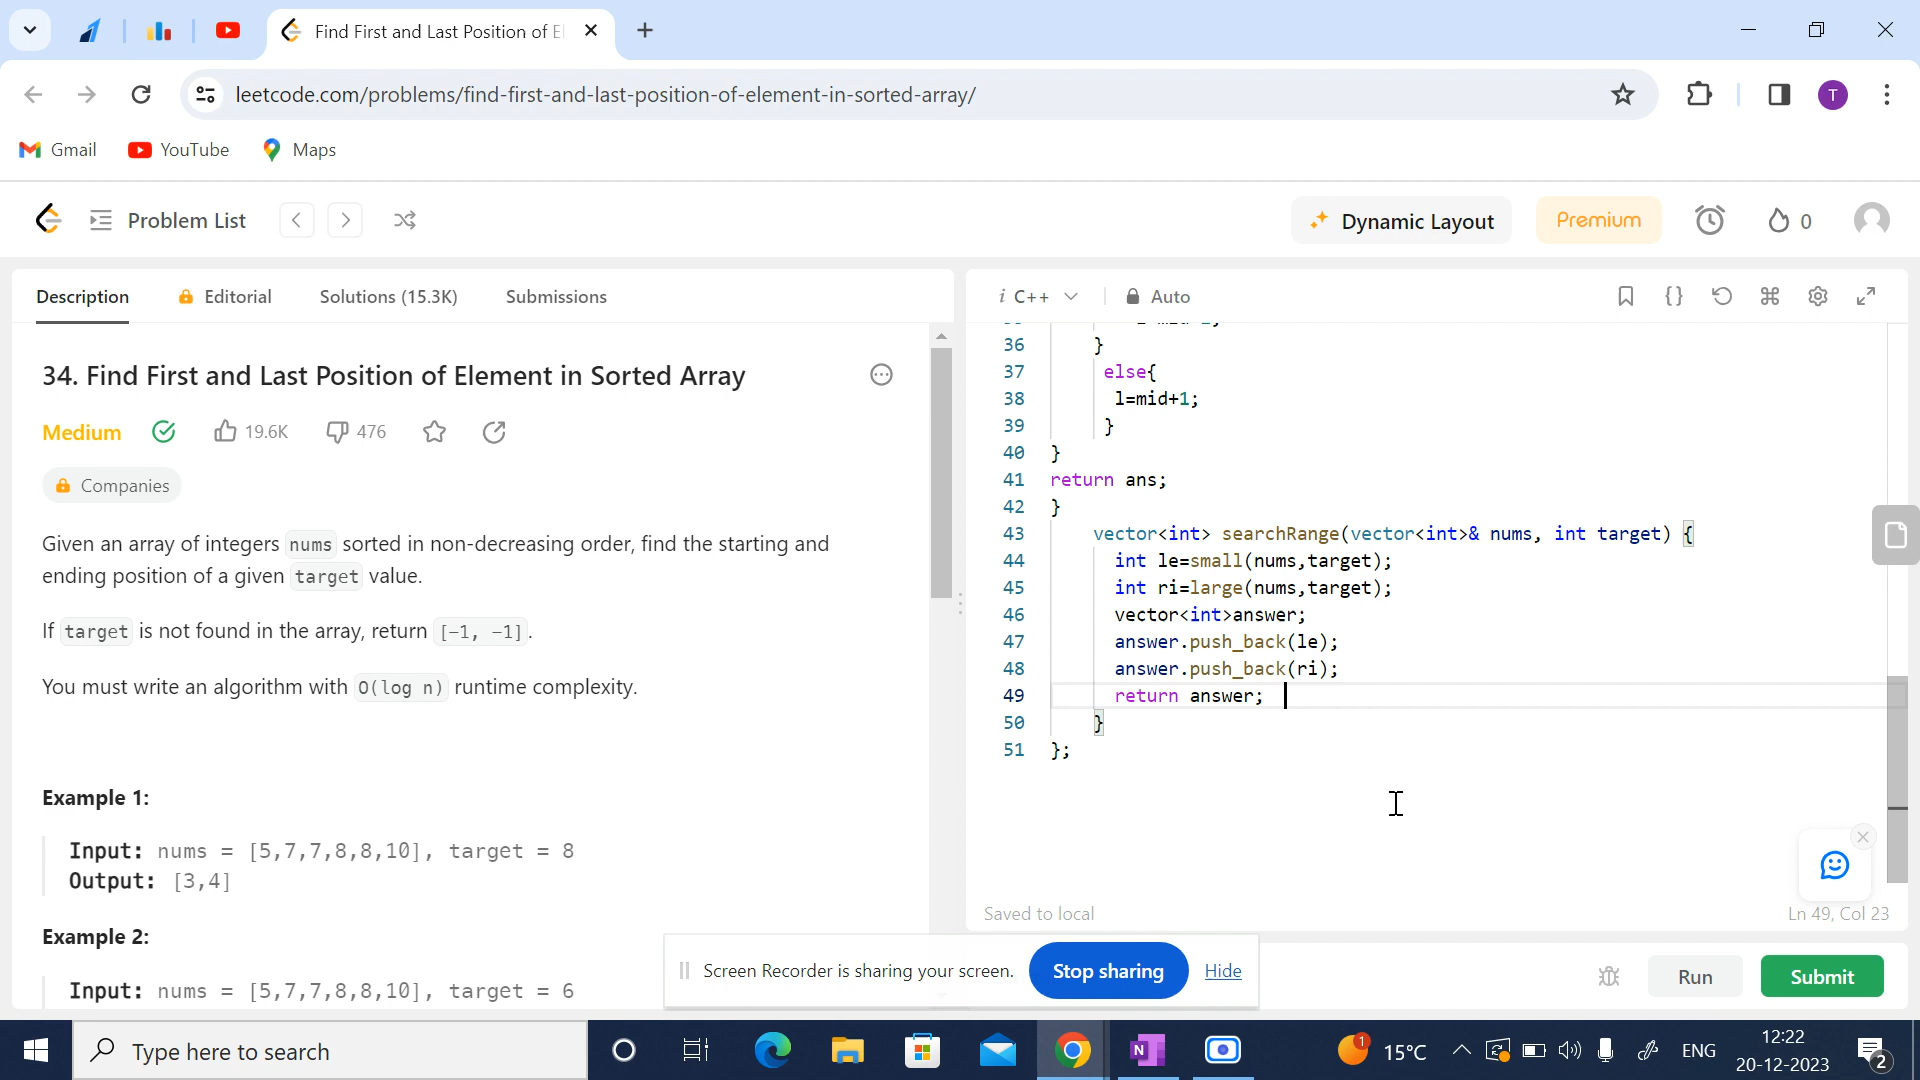 Find First and Last Position of E
leetcode.com/problems/find-first-and-last-position-of-element-in-sorted-array/
T
Gmail
YouTube
Maps
Problem List
Dynamic Layout
Premium
0
Description
Editorial
Solutions (15.3K)
Submissions
34. Find First and Last Position of Element in Sorted Array
Medium
19.6K
476
Companies
Given an array of integers nums sorted in non-decreasing order, find the starting and
ending position of a given target value.
If target is not found in the array, return [-1, -1].
You must write an algorithm with O(log n) runtime complexity.
Example 1:
Input: nums = [5,7,7,8,8,10], target = 8
Output: [3,4]
Example 2:
Input: nums = [5,7,7,8,8,10], target = 6
i C++
Auto
36 }
37 else{
38 l=mid+1;
39 }
40 }
41 return ans;
42 }
43 vector<int> searchRange(vector<int>& nums, int target) {
44 int le=small(nums,target);
45 int ri=large(nums,target);
46 vector<int>answer;
47 answer.push_back(le);
48 answer.push_back(ri);
49 return answer;
50 }
51 };
Saved to local
Ln 49, Col 23
Screen Recorder is sharing your screen.
Stop sharing
Hide
Run
Submit
Type here to search
N
1
15°C
ENG
12:22
20-12-2023
2